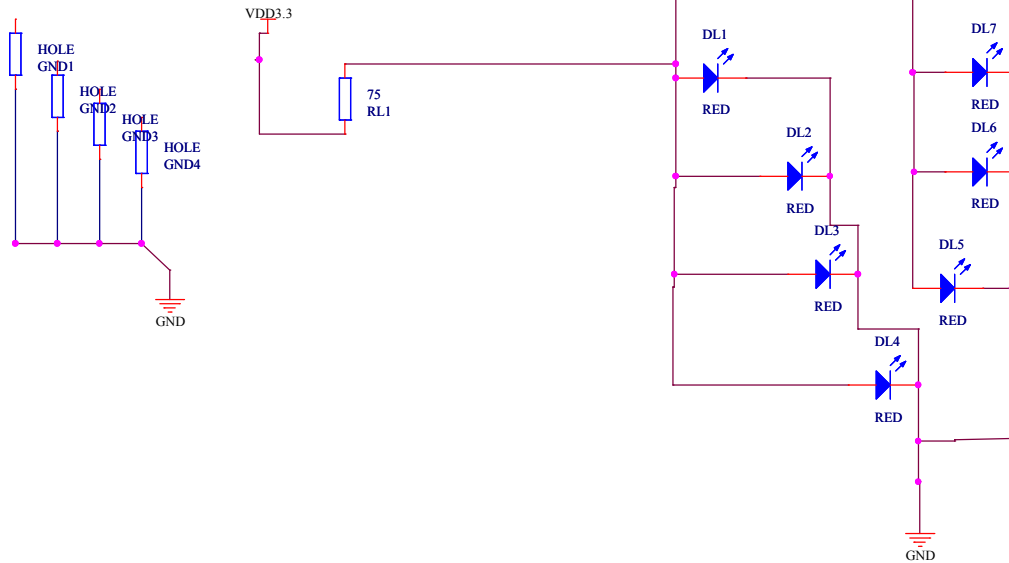 VDD3.3
HOLE
GND1
HOLE
GND2
HOLE
GND3
HOLE
GND4
GND
75
RL1
DL1
RED
DL2
RED
DL3
RED
DL4
RED
GND
DL7
RED
DL6
RED
DL5
RED